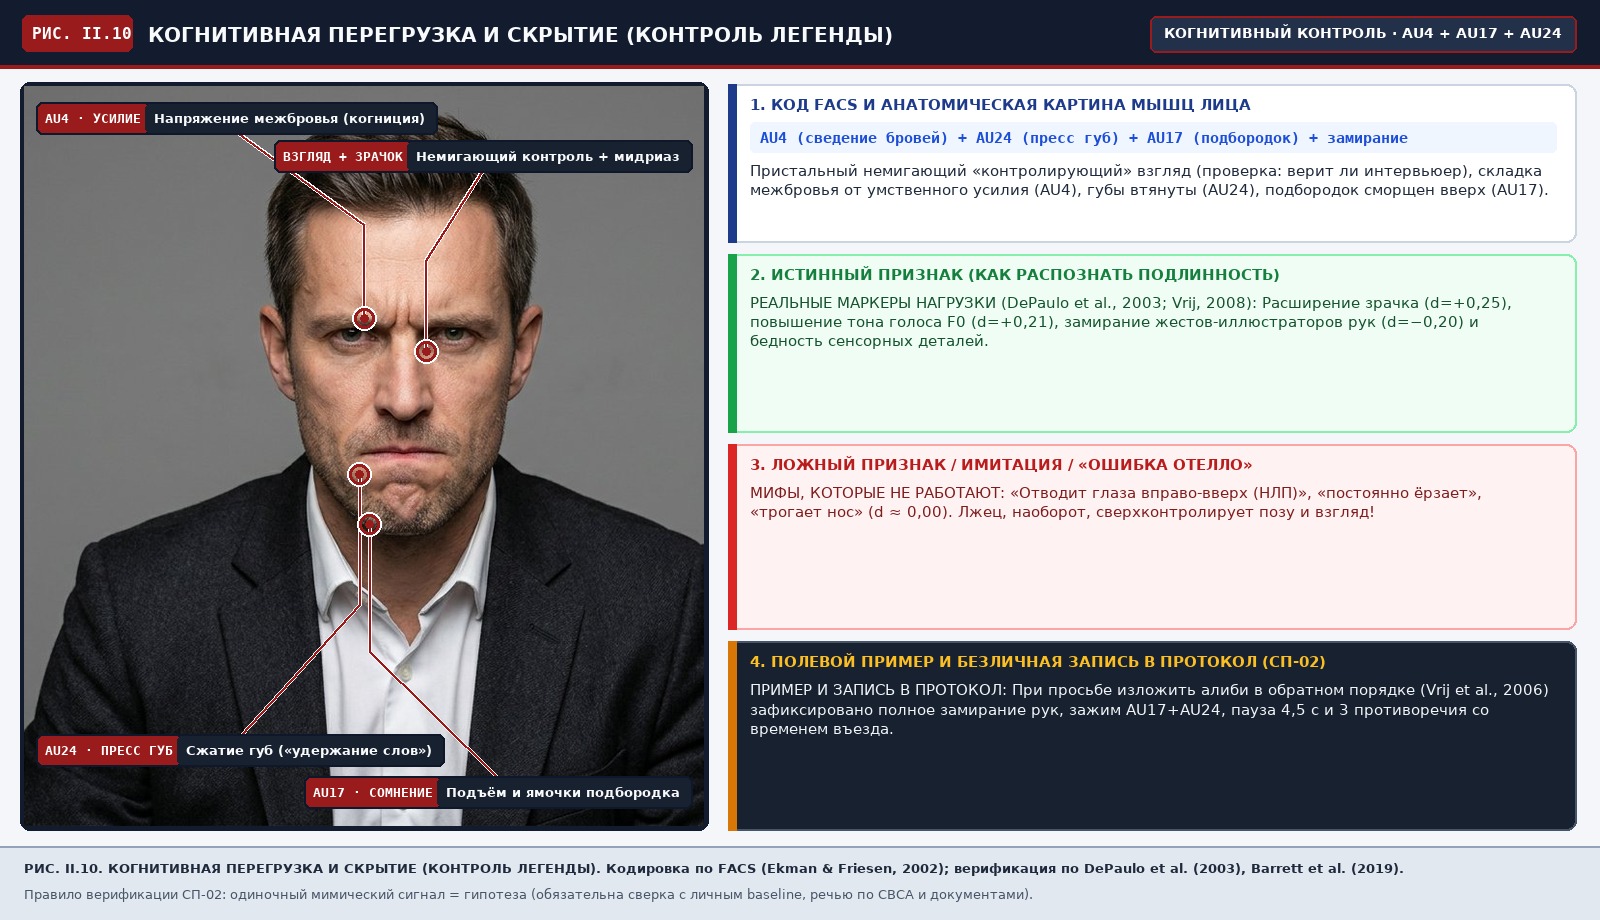 РИС. II.10 КОГНИТИВНАЯ ПЕРЕГРУЗКА И СКРЫТИЕ (КОНТРОЛЬ ЛЕГЕНДЫ)
КОГНИТИВНЫЙ КОНТРОЛЬ · AU4 + AU17 + AU24
AU4 · УСИЛИЕ Напряжение межбровья (когниция)
ВЗГЛЯД + ЗРАЧОК Немигающий контроль + мидриаз
AU24 · ПРЕСС ГУБ Сжатие губ («удержание слов»)
AU17 · СОМНЕНИЕ Подъём и ямочки подбородка
1. КОД FACS И АНАТОМИЧЕСКАЯ КАРТИНА МЫШЦ ЛИЦА
AU4 (сведение бровей) + AU24 (пресс губ) + AU17 (подбородок) + замирание
Пристальный немигающий «контролирующий» взгляд (проверка: верит ли интервьюер), складка
межбровья от умственного усилия (AU4), губы втянуты (AU24), подбородок сморщен вверх (AU17).
2. ИСТИННЫЙ ПРИЗНАК (КАК РАСПОЗНАТЬ ПОДЛИННОСТЬ)
РЕАЛЬНЫЕ МАРКЕРЫ НАГРУЗКИ (DePaulo et al., 2003; Vrij, 2008): Расширение зрачка (d=+0,25),
повышение тона голоса F0 (d=+0,21), замирание жестов-иллюстраторов рук (d=−0,20) и
бедность сенсорных деталей.
3. ЛОЖНЫЙ ПРИЗНАК / ИМИТАЦИЯ / «ОШИБКА ОТЕЛЛО»
МИФЫ, КОТОРЫЕ НЕ РАБОТАЮТ: «Отводит глаза вправо-вверх (НЛП)», «постоянно ёрзает»,
«трогает нос» (d ≈ 0,00). Лжец, наоборот, сверхконтролирует позу и взгляд!
4. ПОЛЕВОЙ ПРИМЕР И БЕЗЛИЧНАЯ ЗАПИСЬ В ПРОТОКОЛ (СП-02)
ПРИМЕР И ЗАПИСЬ В ПРОТОКОЛ: При просьбе изложить алиби в обратном порядке (Vrij et al., 2006)
зафиксировано полное замирание рук, зажим AU17+AU24, пауза 4,5 с и 3 противоречия со
временем въезда.
РИС. II.10. КОГНИТИВНАЯ ПЕРЕГРУЗКА И СКРЫТИЕ (КОНТРОЛЬ ЛЕГЕНДЫ). Кодировка по FACS (Ekman & Friesen, 2002); верификация по DePaulo et al. (2003), Barrett et al. (2019).
Правило верификации СП-02: одиночный мимический сигнал = гипотеза (обязательна сверка с личным baseline, речью по CBCA и документами).